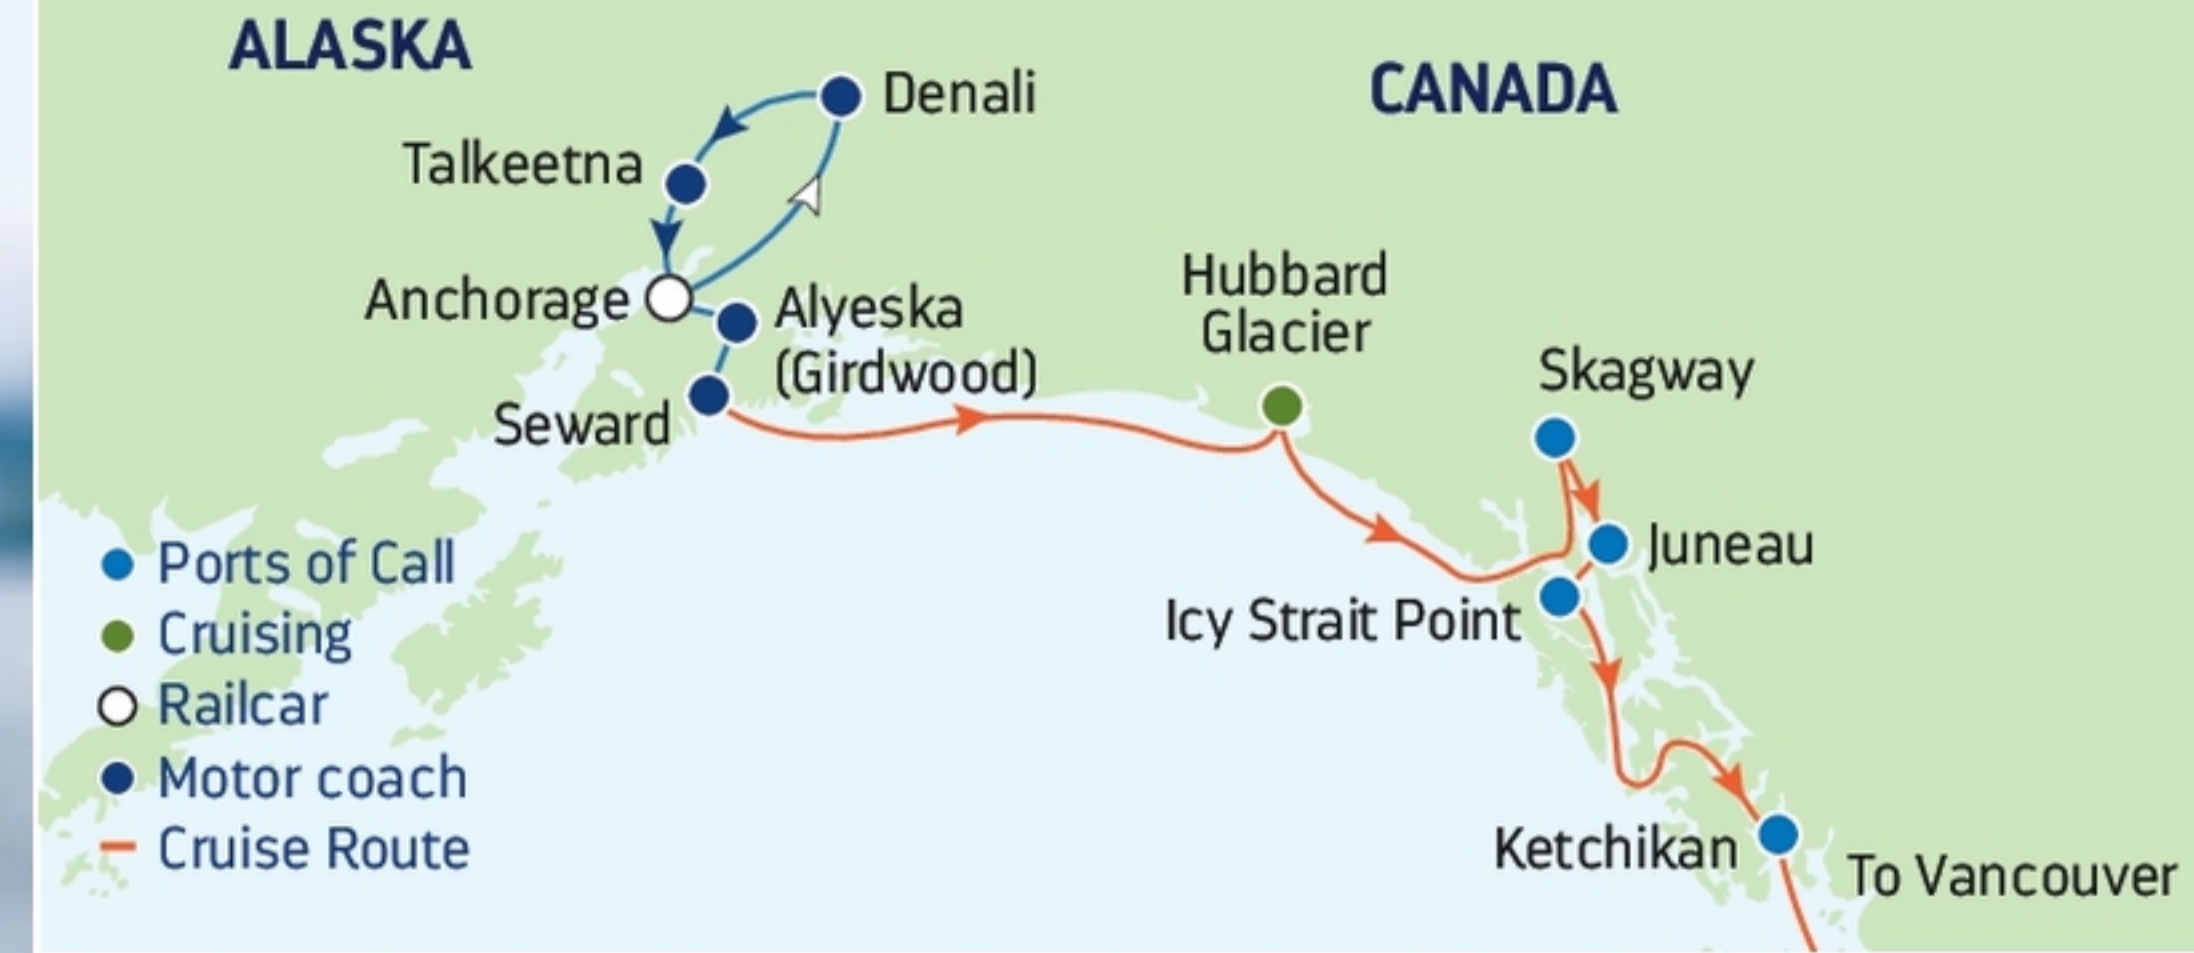 ALASKA
CANADA
Denali
Talkeetna
Anchorage
Alyeska
(Girdwood)
Seward
Hubbard
Glacier
Skagway
Juneau
Icy Strait Point
Ketchikan
To Vancouver
Ports of Call
Cruising
Railcar
Motor coach
Cruise Route